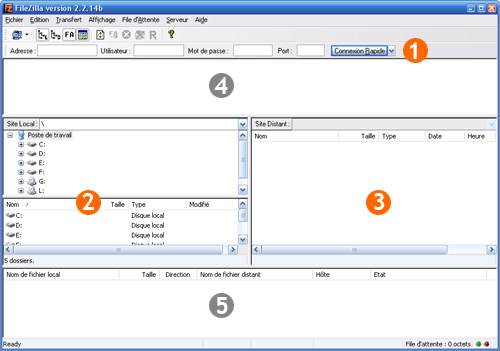 FileZilla version 2.2.14b
Fichier Edition Transfert Affichage File d'Attente Serveur Aide
F A R ?
Adresse : Utilisateur : Mot de passe : Port : Connexion Rapide 1
4
Site Local : \ Site Distant :
Poste de travail Nom Taille Type Date Heure
C:
D:
E:
F:
G:
L:
2 3
Nom / Taille Type Modifié
C: Disque local
D: Disque local
E: Disque local
5 dossiers.
Nom de fichier local Taille Direction Nom de fichier distant Hôte Etat
5
Ready File d'attente : 0 octets